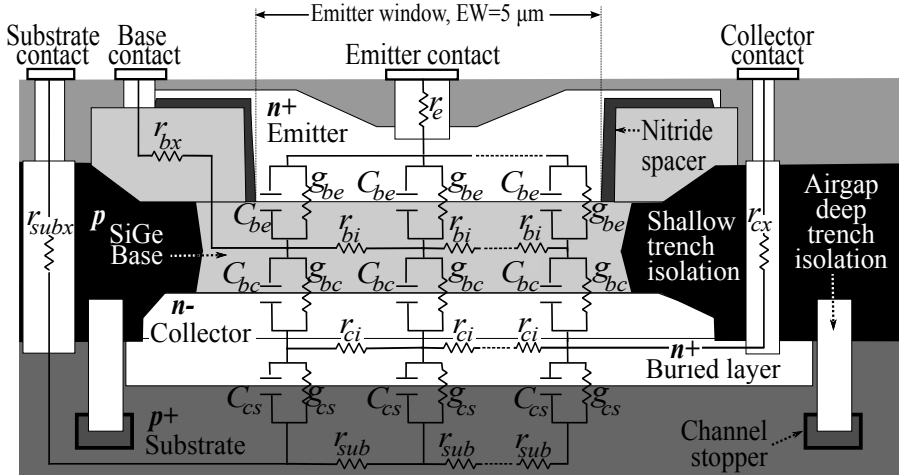 Emitter window, EW=5 μm
Substrate
contact
Base
contact
Emitter contact
Collector
contact
n+
Emitter
r_e
r_bx
Nitride
spacer
C_be
g_be
C_be
g_be
C_be
g_be
r_subx
p
SiGe
Base
r_bi
r_bi
r_bi
Shallow
trench
isolation
r_cx
Airgap
deep
trench
isolation
C_bc
g_bc
C_bc
g_bc
C_bc
g_bc
n-
Collector
r_ci
r_ci
r_ci
n+
Buried layer
C_cs
g_cs
C_cs
g_cs
C_cs
g_cs
p+
Substrate
r_sub
r_sub
r_sub
Channel
stopper